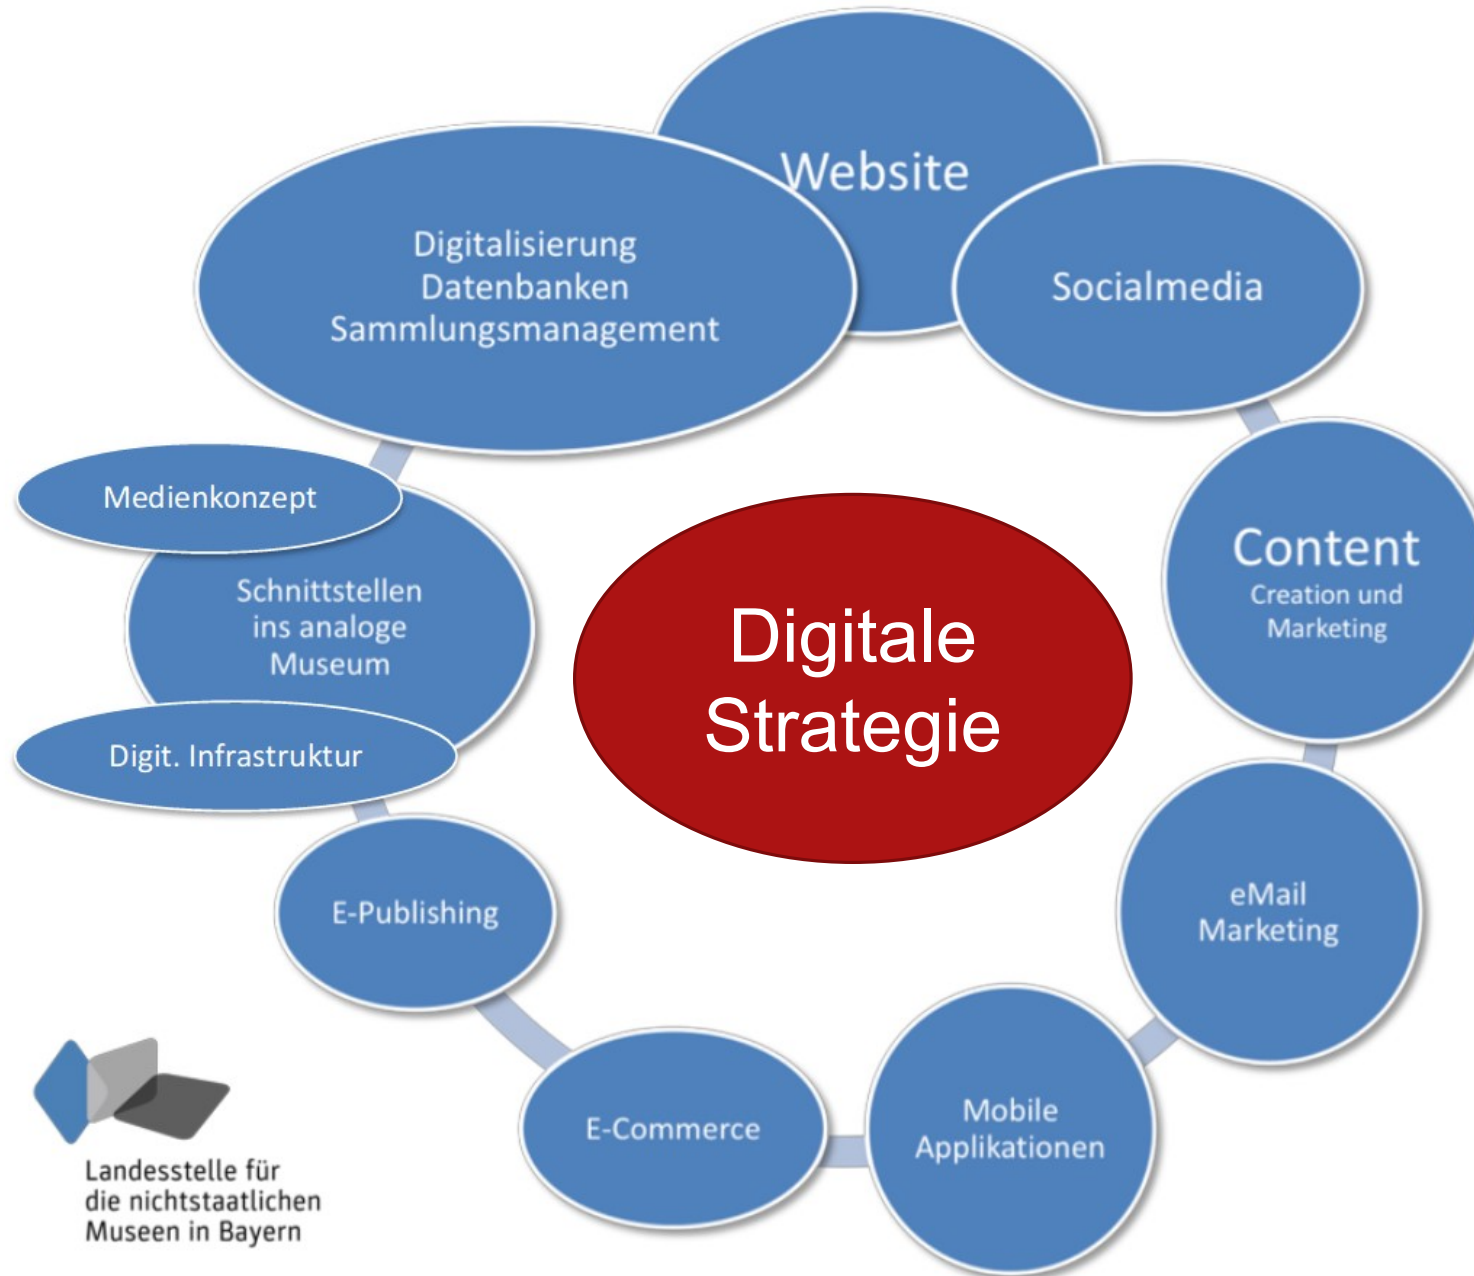 Website
Digitalisierung
Datenbanken
Sammlungsmanagement
Socialmedia
Medienkonzept
Schnittstellen
ins analoge
Museum
Digit. Infrastruktur
Content
Creation und
Marketing
Digitale
Strategie
E-Publishing
eMail
Marketing
E-Commerce
Mobile
Applikationen
Landesstelle für
die nichtstaatlichen
Museen in Bayern